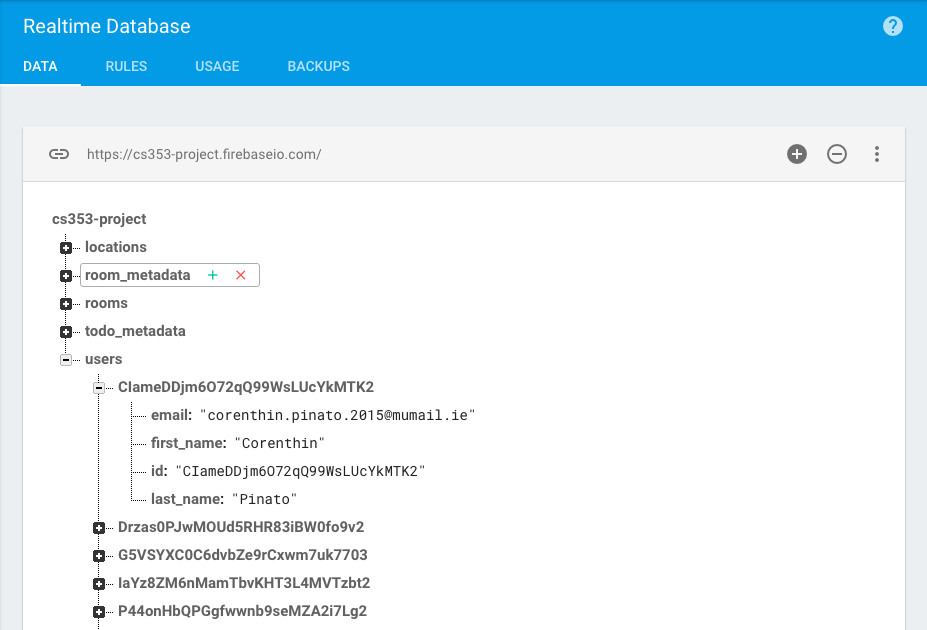 Realtime Database
DATA RULES USAGE BACKUPS
https://cs353-project.firebaseio.com/
cs353-project
locations
room_metadata
rooms
todo_metadata
users
CIameDDjm6O72qQ99WsLUcYkMTK2
email: "corenthin.pinato.2015@mumail.ie"
first_name: "Corenthin"
id: "CIameDDjm6O72qQ99WsLUcYkMTK2"
last_name: "Pinato"
Drzas0PJwMOUd5RHR83iBW0fo9v2
G5VSYXC0C6dvbZe9rCxwm7uk7703
IaYz8ZM6nMamTbvKHT3L4MVTzbt2
P44onHbQPGgfwwnb9seMZA2i7Lg2